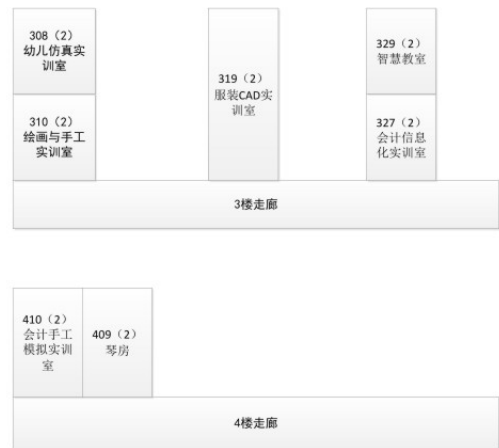 308（2）
幼儿仿真实
训室
310（2）
绘画与手工
实训室
319（2）
服装CAD实
训室
329（2）
智慧教室
327（2）
会计信息
化实训室
3楼走廊
410（2）
会计手工
模拟实训
室
409（2）
琴房
4楼走廊